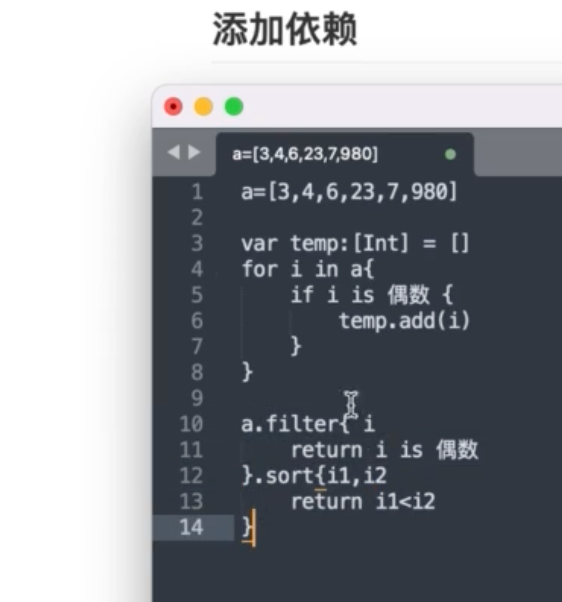 添加依赖
a=[3,4,6,23,7,980]
1 a=[3,4,6,23,7,980]
2
3 var temp:[Int] = []
4 for i in a{
5 if i is 偶数 {
6 temp.add(i)
7 }
8 }
9
10 a.filter{ i
11 return i is 偶数
12 }.sort{i1,i2
13 return i1<i2
14 }